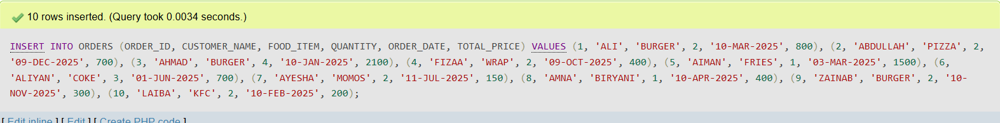 10 rows inserted. (Query took 0.0034 seconds.)
INSERT INTO ORDERS (ORDER_ID, CUSTOMER_NAME, FOOD_ITEM, QUANTITY, ORDER_DATE, TOTAL_PRICE) VALUES (1, 'ALI', 'BURGER', 2, '10-MAR-2025', 800), (2, 'ABDULLAH', 'PIZZA', 2,
'09-DEC-2025', 700), (3, 'AHMAD', 'BURGER', 4, '10-JAN-2025', 2100), (4, 'FIZAA', 'WRAP', 2, '09-OCT-2025', 400), (5, 'AIMAN', 'FRIES', 1, '03-MAR-2025', 1500), (6,
'ALIYAN', 'COKE', 3, '01-JUN-2025', 700), (7, 'AYESHA', 'MOMOS', 2, '11-JUL-2025', 150), (8, 'AMNA', 'BIRYANI', 1, '10-APR-2025', 400), (9, 'ZAINAB', 'BURGER', 2, '10-
NOV-2025', 300), (10, 'LAIBA', 'KFC', 2, '10-FEB-2025', 200);
[ Edit inline ] [ Edit ] [ Create PHP code ]